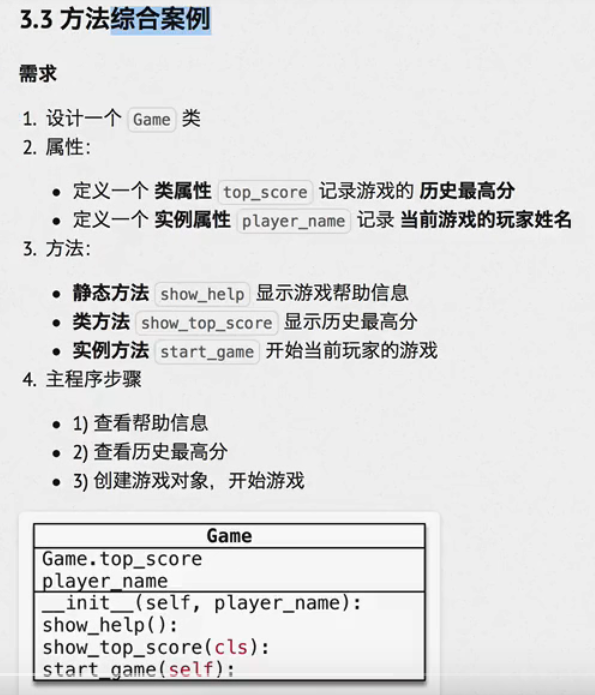 3.3 方法综合案例
需求
1. 设计一个 Game 类
2. 属性：
• 定义一个 类属性 top_score 记录游戏的 历史最高分
• 定义一个 实例属性 player_name 记录 当前游戏的玩家姓名
3. 方法：
• 静态方法 show_help 显示游戏帮助信息
• 类方法 show_top_score 显示历史最高分
• 实例方法 start_game 开始当前玩家的游戏
4. 主程序步骤
• 1) 查看帮助信息
• 2) 查看历史最高分
• 3) 创建游戏对象，开始游戏
Game
Game.top_score
player_name
__init__(self, player_name):
show_help():
show_top_score(cls):
start_game(self):